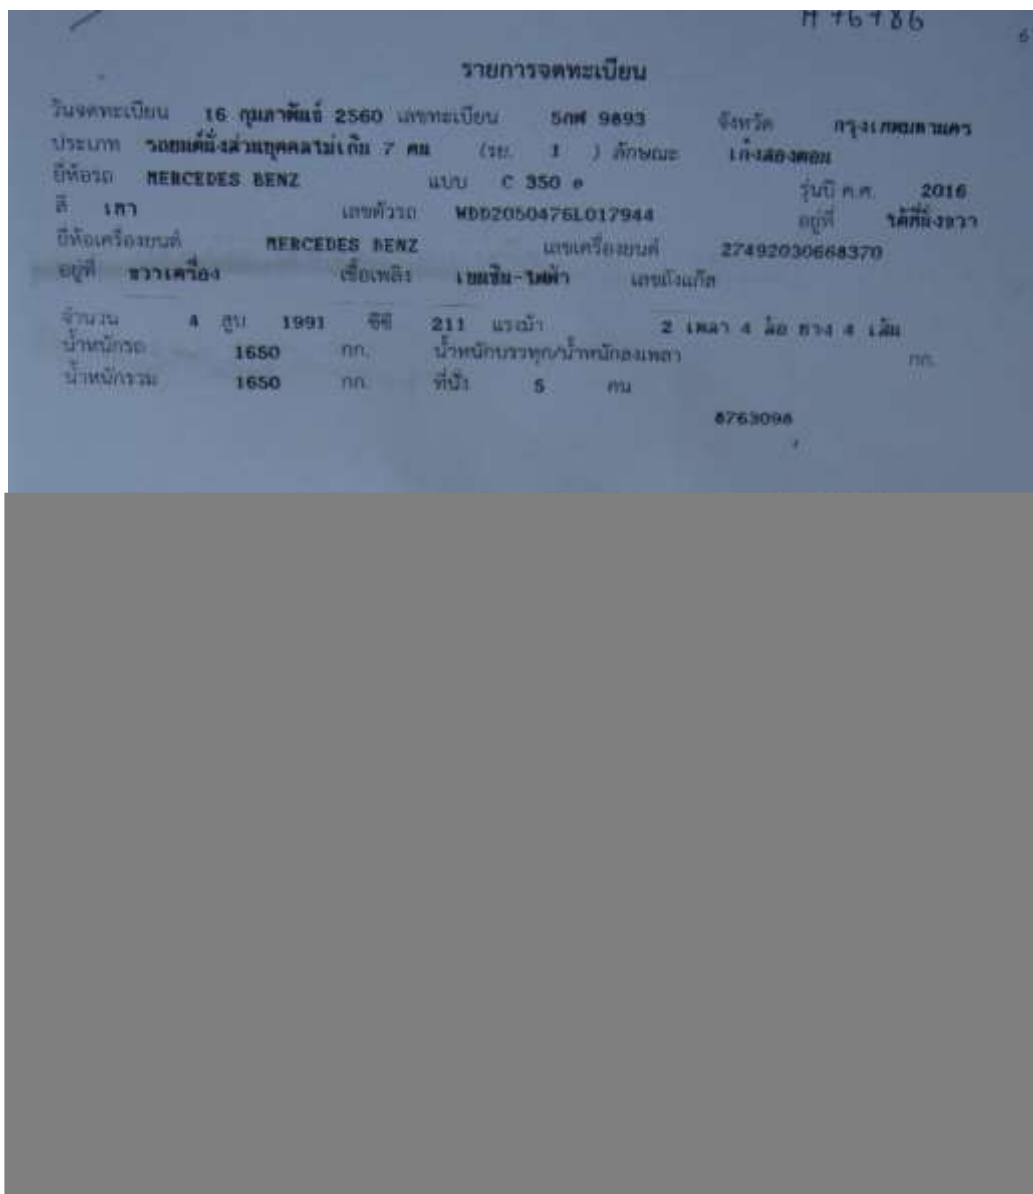 รายการจดทะเบียน
วันจดทะเบียน 16 กุมภาพันธ์ 2560 เลขทะเบียน 5กศ 9893 จังหวัด กรุงเทพมหานคร
ประเภท รถยนต์นั่งส่วนบุคคลไม่เกิน 7 คน (รย. 1 ) ลักษณะ เก๋งสองตอน
ยี่ห้อรถ MERCEDES BENZ แบบ C 350 e รุ่นปี ค.ศ. 2016
สี เทา เลขตัวรถ WDD2050476L017944 อยู่ที่ ใต้ที่นั่งขวา
ยี่ห้อเครื่องยนต์ MERCEDES BENZ เลขเครื่องยนต์ 27492030668370
อยู่ที่ ขวาเครื่อง เชื้อเพลิง เบนซิน-ไฟฟ้า เลขถังแก๊ส
จำนวน 4 สูบ 1991 ซีซี 211 แรงม้า 2 เพลา 4 ล้อ ยาง 4 เส้น
น้ำหนักรถ 1650 กก. น้ำหนักบรรทุก/น้ำหนักลงเพลา กก.
น้ำหนักรวม 1650 กก. ที่นั่ง 5 คน
8763098